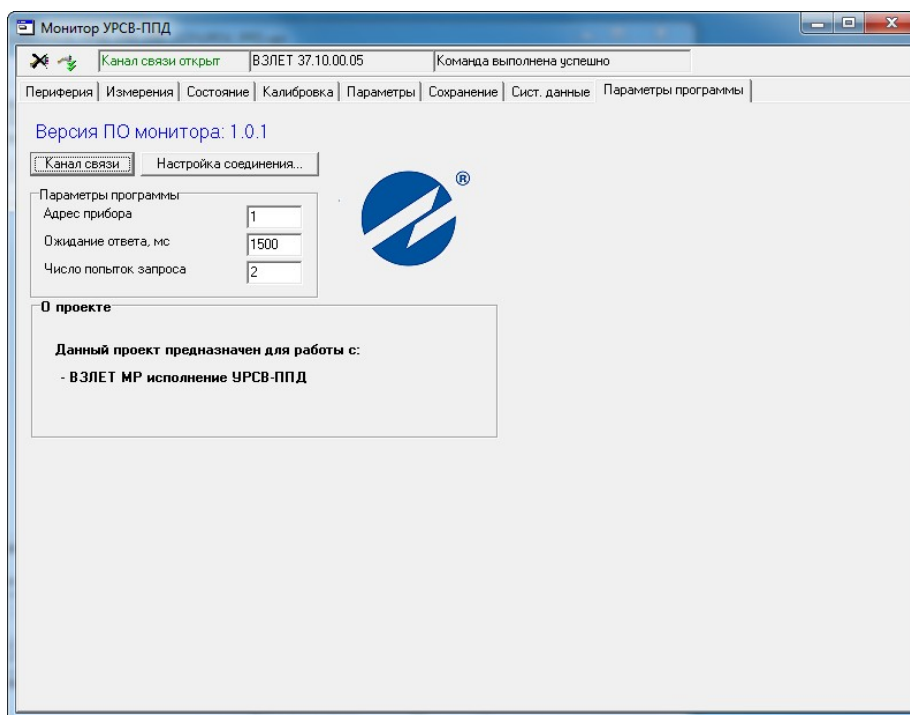 Монитор УРСВ-ППД
Канал связи открыт ВЗЛЕТ 37.10.00.05 Команда выполнена успешно
Периферия Измерения Состояние Калибровка Параметры Сохранение Сист. данные Параметры программы
Версия ПО монитора: 1.0.1
Канал связи Настройка соединения...
Параметры программы
Адрес прибора 1
Ожидание ответа, мс 1500
Число попыток запроса 2
®
О проекте
Данный проект предназначен для работы с:
- ВЗЛЕТ МР исполнение УРСВ-ППД